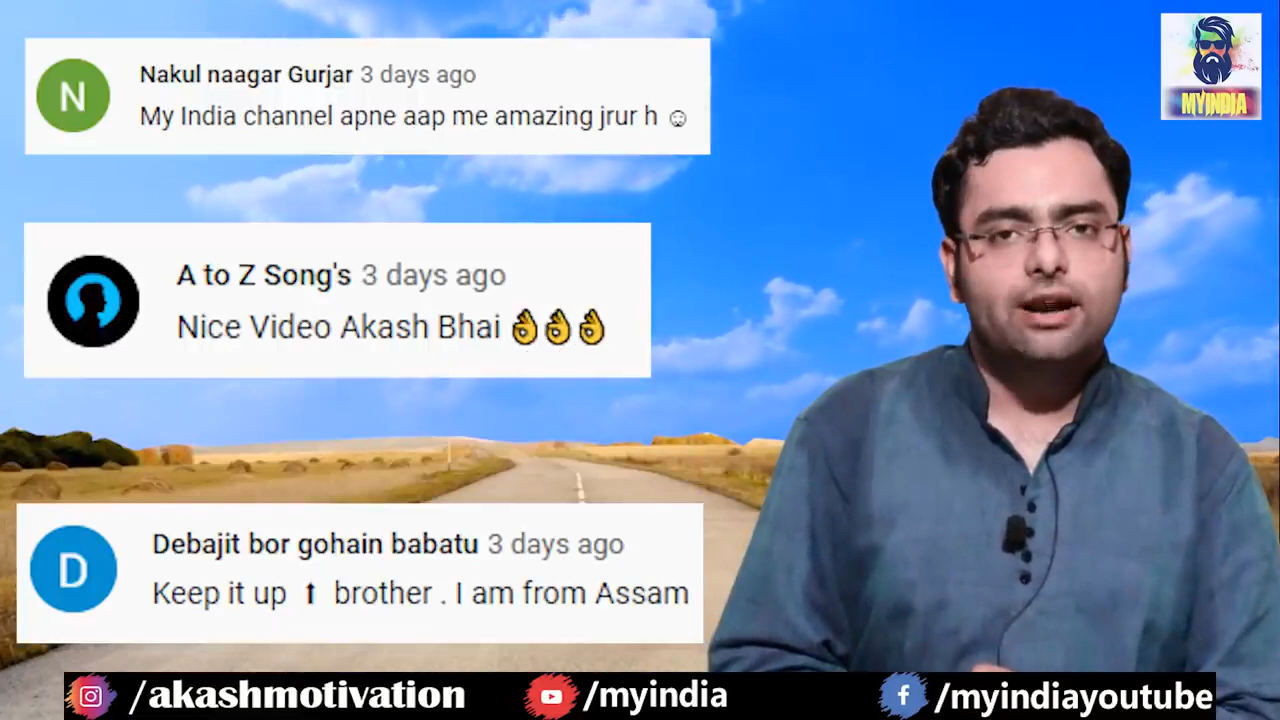 MYINDIA
N
Nakul naagar Gurjar 3 days ago
My India channel apne aap me amazing jrur h ☺
A to Z Song's 3 days ago
Nice Video Akash Bhai 👌👌👌
D
Debajit bor gohain babatu 3 days ago
Keep it up ⬆ brother . I am from Assam
/akashmotivation
/myindia
f
/myindiayoutube